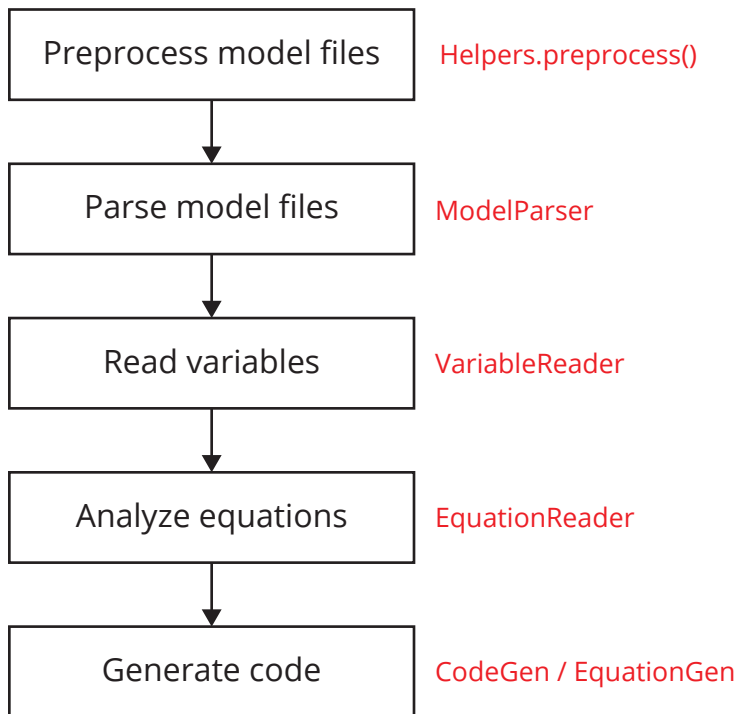 Preprocess model files
Helpers.preprocess()
Parse model files
ModelParser
Read variables
VariableReader
Analyze equations
EquationReader
Generate code
CodeGen / EquationGen